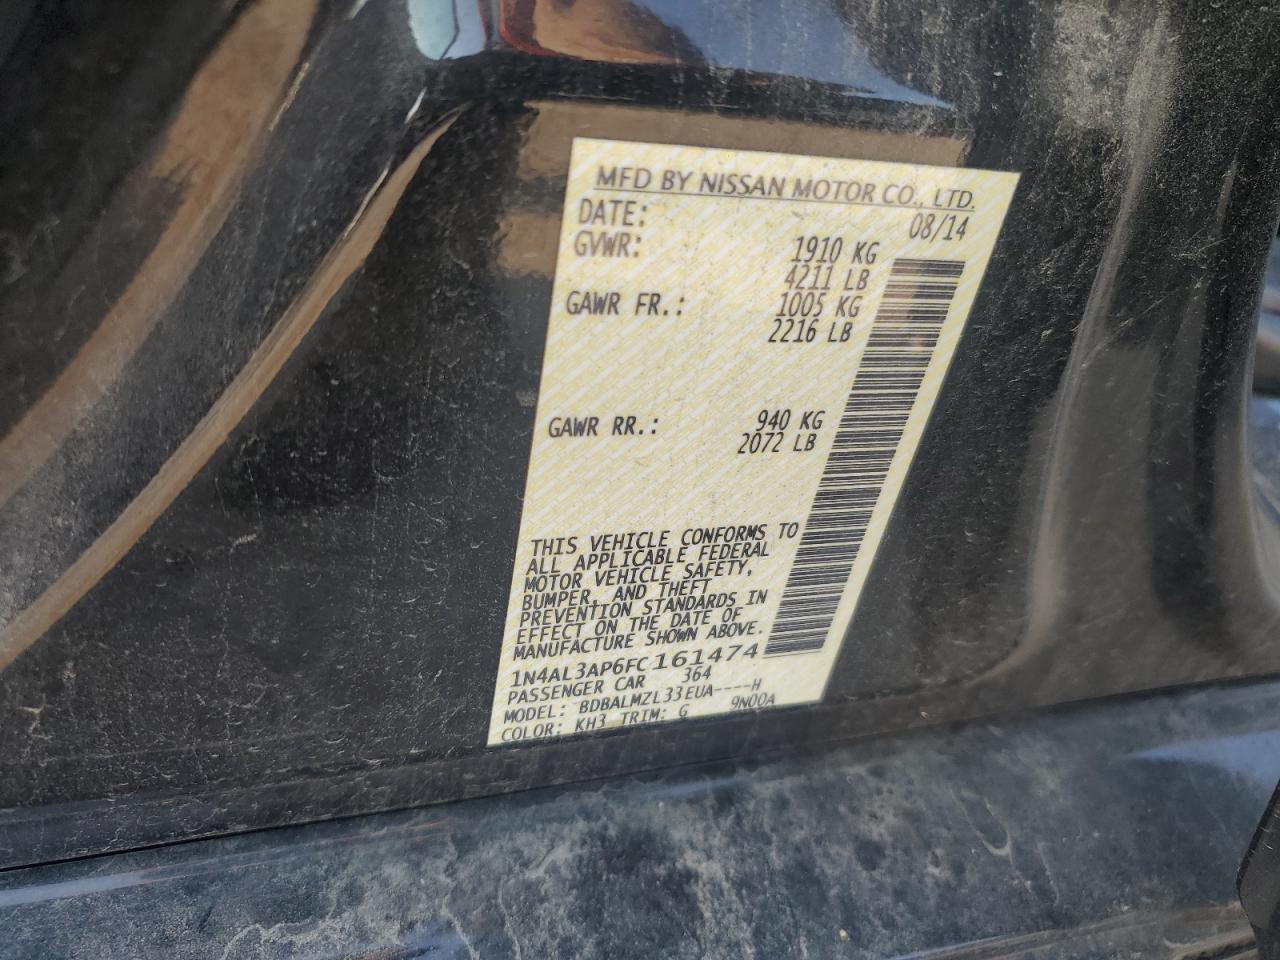 MFD BY NISSAN MOTOR CO., LTD.
DATE: 08/14
GVWR: 1910 KG
4211 LB
GAWR FR.: 1005 KG
2216 LB
GAWR RR.: 940 KG
2072 LB
THIS VEHICLE CONFORMS TO
ALL APPLICABLE FEDERAL
MOTOR VEHICLE SAFETY,
BUMPER, AND THEFT
PREVENTION STANDARDS IN
EFFECT ON THE DATE OF
MANUFACTURE SHOWN ABOVE.
1N4AL3AP6FC161474
PASSENGER CAR 364
MODEL: BDBALMZL33EUA----H
COLOR: KH3 TRIM: G 9N00A